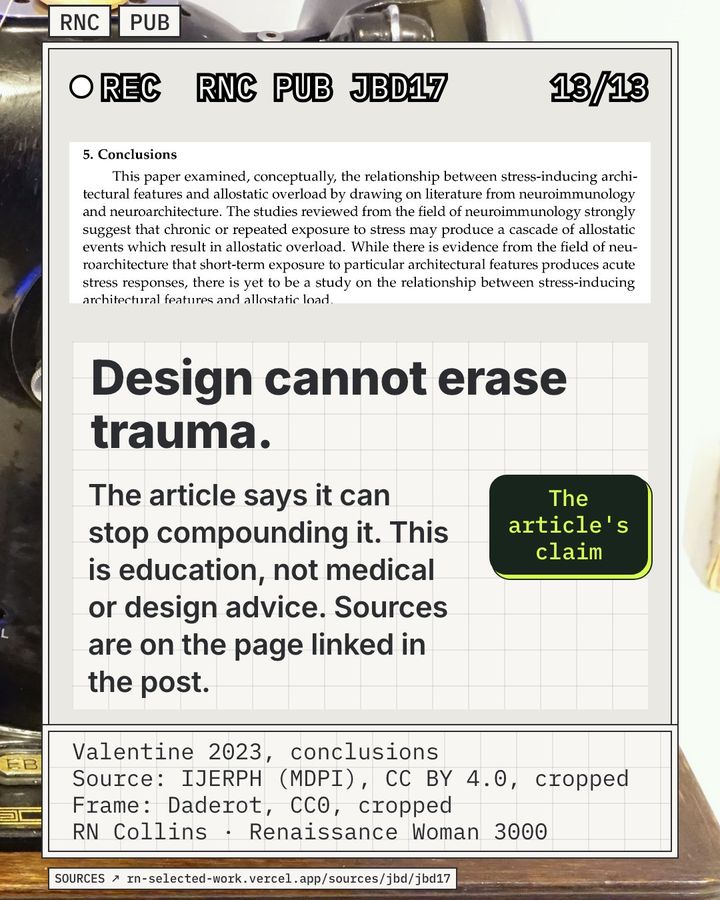 RNC PUB
REC RNC PUB JBD17 13/13
5. Conclusions
This paper examined, conceptually, the relationship between stress-inducing archi-
tectural features and allostatic overload by drawing on literature from neuroimmunology
and neuroarchitecture. The studies reviewed from the field of neuroimmunology strongly
suggest that chronic or repeated exposure to stress may produce a cascade of allostatic
events which result in allostatic overload. While there is evidence from the field of neu-
roarchitecture that short-term exposure to particular architectural features produces acute
stress responses, there is yet to be a study on the relationship between stress-inducing
architectural features and allostatic load.
Design cannot erase
trauma.
The article says it can
stop compounding it. This
is education, not medical
or design advice. Sources
are on the page linked in
the post.
The
article's
claim
Valentine 2023, conclusions
Source: IJERPH (MDPI), CC BY 4.0, cropped
Frame: Daderot, CC0, cropped
RN Collins · Renaissance Woman 3000
SOURCES ↗ rn-selected-work.vercel.app/sources/jbd/jbd17